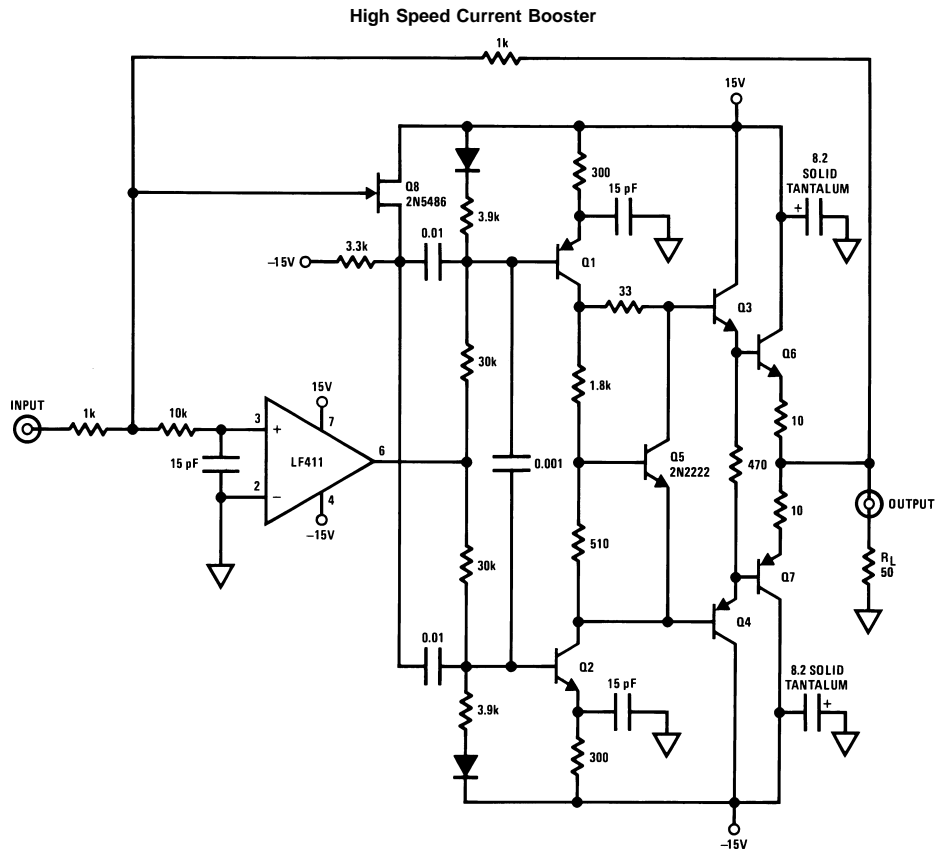 High Speed Current Booster
1k
15V
8.2
SOLID
TANTALUM
+
300
15 pF
Q8
2N5486
3.9k
0.01
–15V
3.3k
Q1
33
Q3
30k
Q6
1.8k
INPUT
1k
10k
15V
7
3
+
10
6
LF411
15 pF
0.001
Q5
2N2222
470
2
–
4
–15V
10
OUTPUT
510
30k
RL
50
Q7
Q4
0.01
Q2
15 pF
8.2 SOLID
TANTALUM
+
3.9k
300
–15V